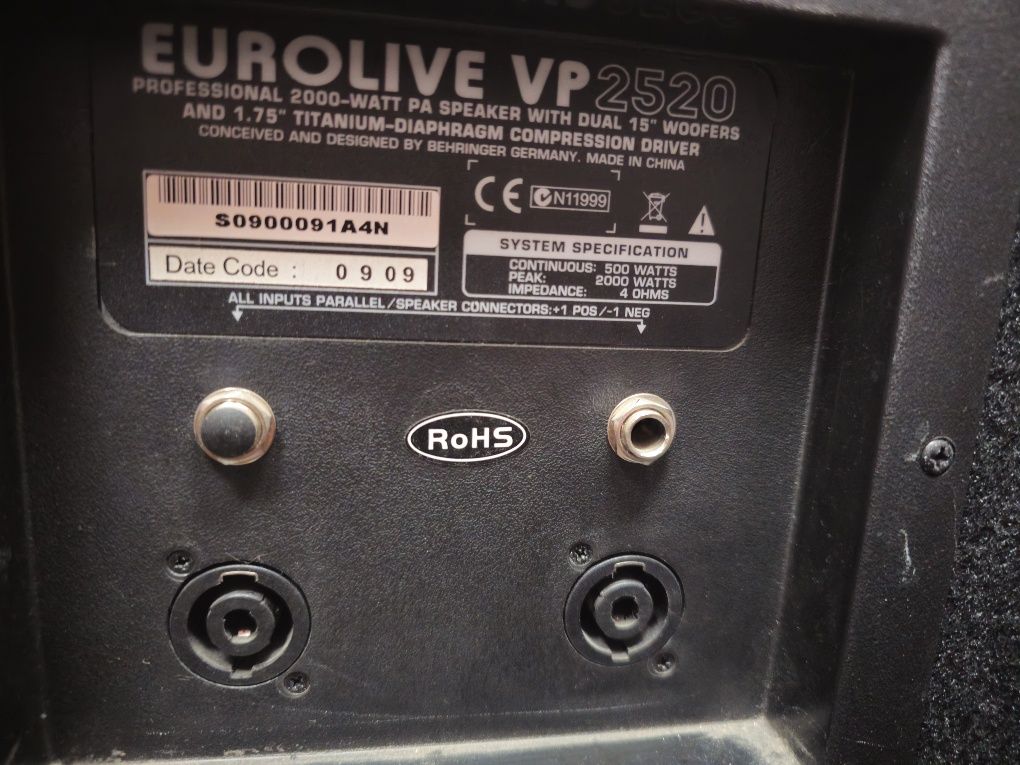 EUROLIVE VP2520
PROFESSIONAL 2000-WATT PA SPEAKER WITH DUAL 15" WOOFERS
AND 1.75" TITANIUM-DIAPHRAGM COMPRESSION DRIVER
CONCEIVED AND DESIGNED BY BEHRINGER GERMANY. MADE IN CHINA
S0900091A4N
Date Code : 0909
CE N11999
SYSTEM SPECIFICATION
CONTINUOUS: 500 WATTS
PEAK: 2000 WATTS
IMPEDANCE: 4 OHMS
ALL INPUTS PARALLEL/SPEAKER CONNECTORS:+1 POS/-1 NEG
RoHS